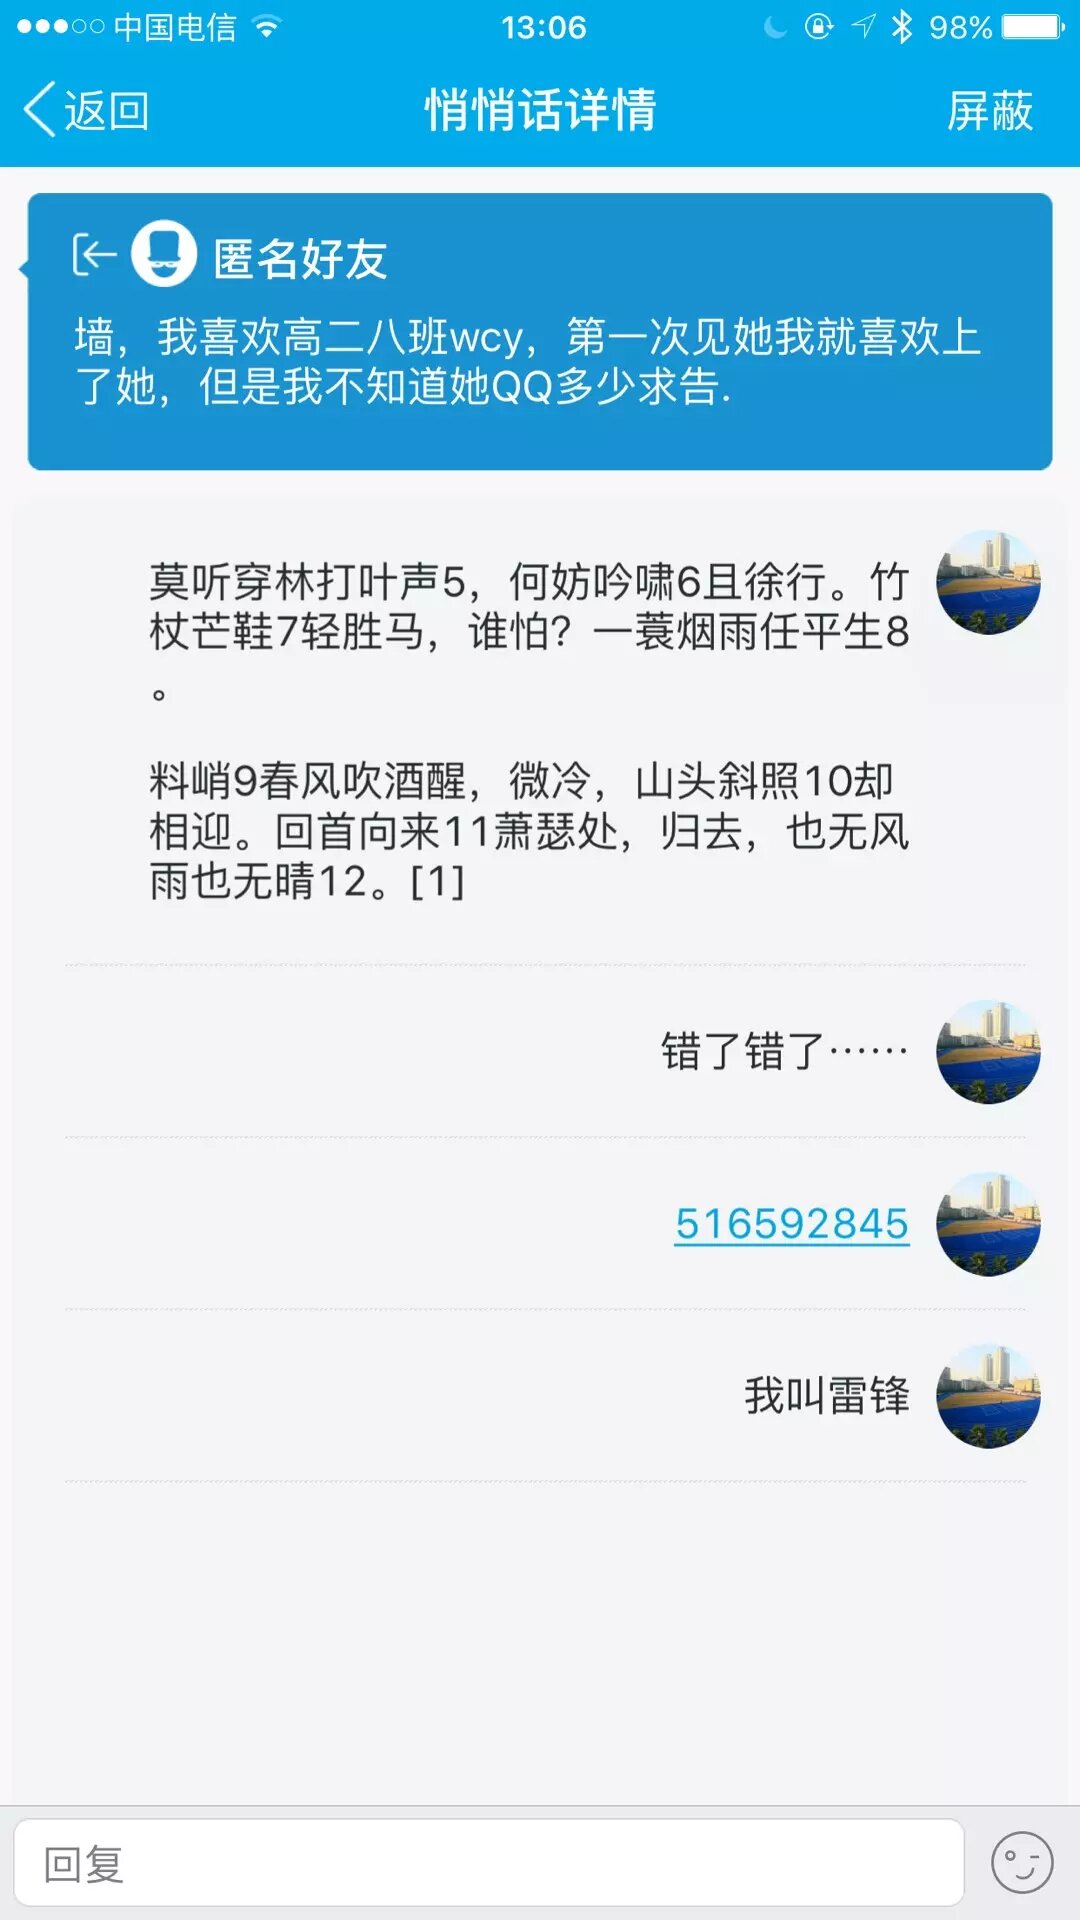 中国电信 13:06 98%
返回 悄悄话详情 屏蔽
匿名好友
墙，我喜欢高二八班wcy，第一次见她我就喜欢上
了她，但是我不知道她QQ多少求告.
莫听穿林打叶声5，何妨吟啸6且徐行。竹
杖芒鞋7轻胜马，谁怕？一蓑烟雨任平生8
。
料峭9春风吹酒醒，微冷，山头斜照10却
相迎。回首向来11萧瑟处，归去，也无风
雨也无晴12。[1]
错了错了……
516592845
我叫雷锋
回复